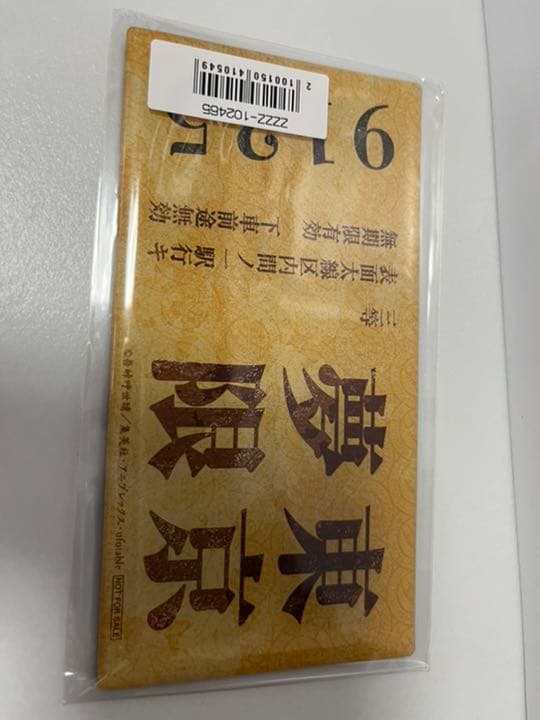 東京
夢限
三等
表面太線区内間ノ一駅行キ
無期限有効 下車前途無効
9125
©吾峠呼世晴／集英社・アニプレックス・ufotable NOT FOR SALE
ZZZZ-102465
2100150410549